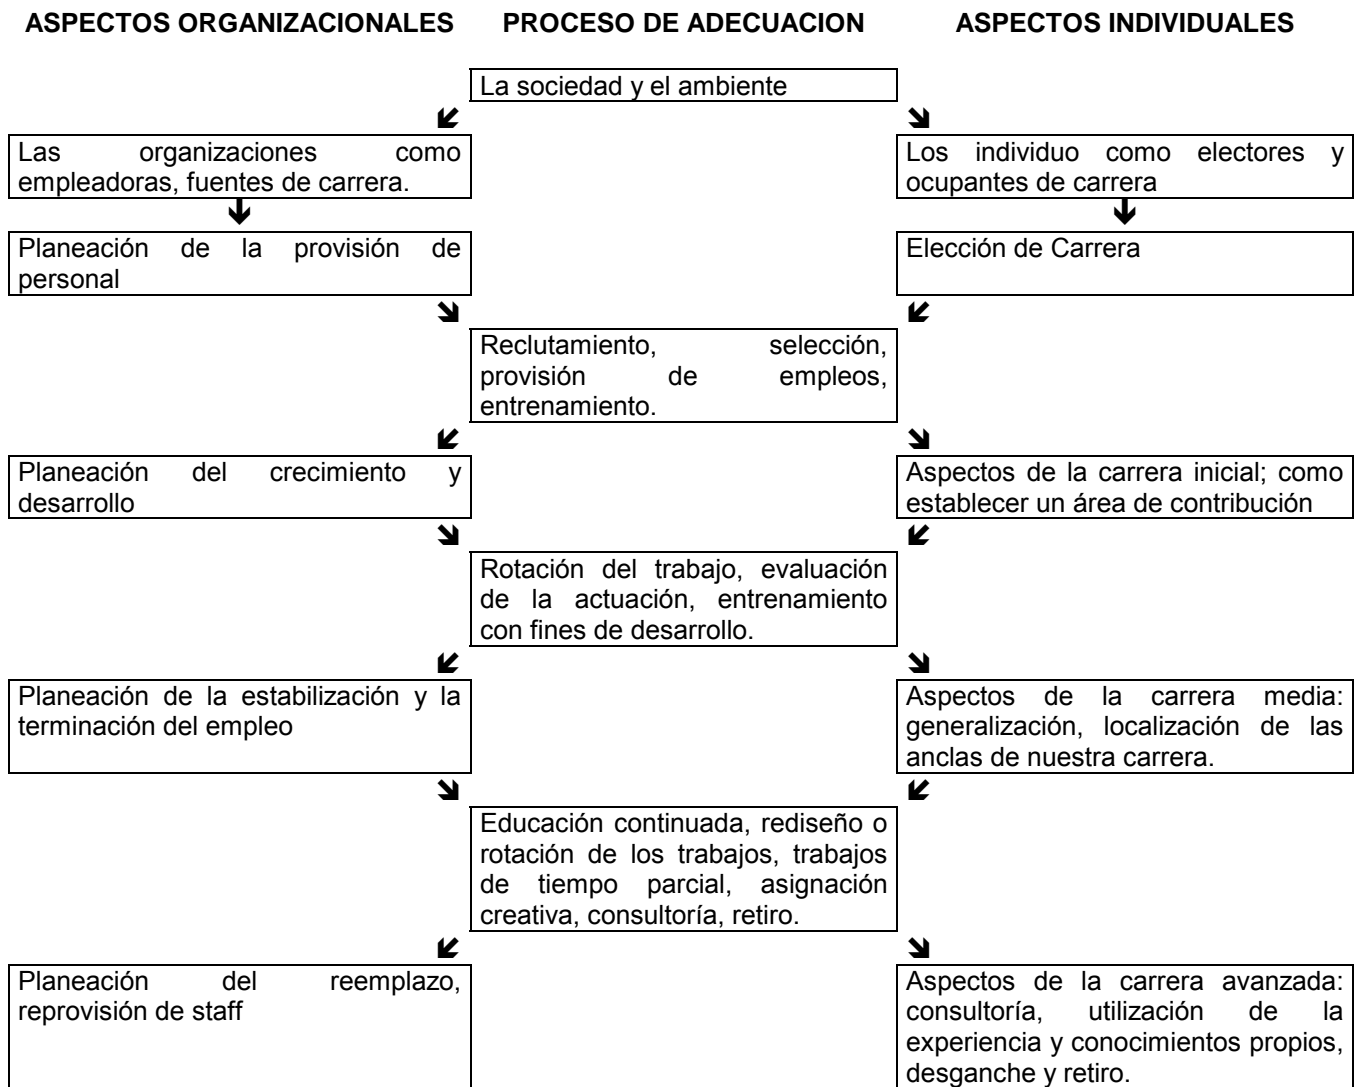 ASPECTOS ORGANIZACIONALES
PROCESO DE ADECUACION
ASPECTOS INDIVIDUALES
La sociedad y el ambiente
Las organizaciones como
empleadoras, fuentes de carrera.
Los individuo como electores y
ocupantes de carrera
Planeación de la provisión de
personal
Elección de Carrera
Reclutamiento, selección,
provisión de empleos,
entrenamiento.
Planeación del crecimiento y
desarrollo
Aspectos de la carrera inicial; como
establecer un área de contribución
Rotación del trabajo, evaluación
de la actuación, entrenamiento
con fines de desarrollo.
Planeación de la estabilización y la
terminación del empleo
Aspectos de la carrera media:
generalización, localización de las
anclas de nuestra carrera.
Educación continuada, rediseño o
rotación de los trabajos, trabajos
de tiempo parcial, asignación
creativa, consultoría, retiro.
Planeación del reemplazo,
reprovisión de staff
Aspectos de la carrera avanzada:
consultoría, utilización de la
experiencia y conocimientos propios,
desganche y retiro.